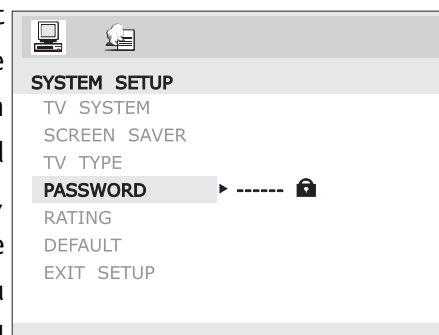 SYSTEM SETUP
TV SYSTEM
SCREEN SAVER
TV TYPE
PASSWORD ------
RATING
DEFAULT
EXIT SETUP